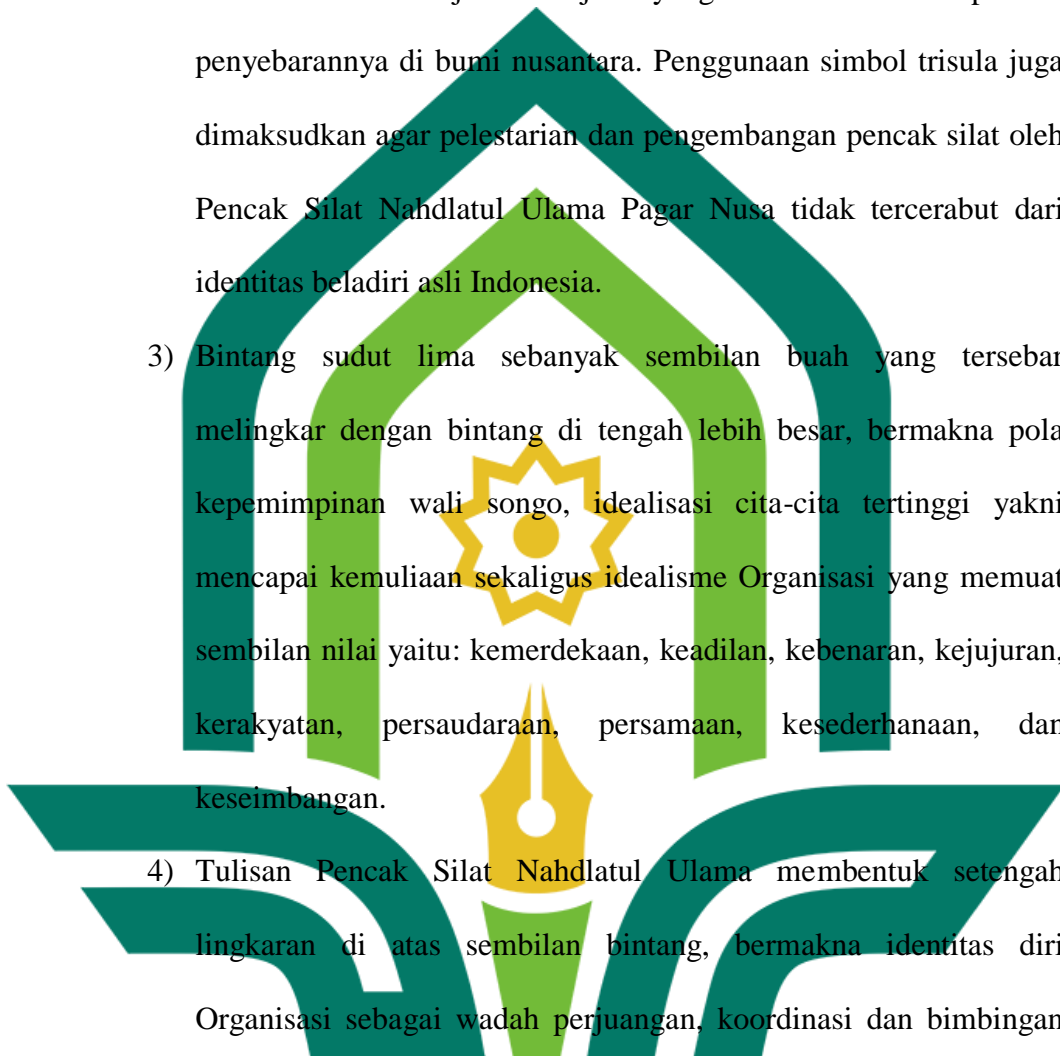 penyebarannya di bumi nusantara. Penggunaan simbol trisula juga
dimaksudkan agar pelestarian dan pengembangan pencak silat oleh
Pencak Silat Nahdlatul Ulama Pagar Nusa tidak tercerabut dari
identitas beladiri asli Indonesia.
3) Bintang sudut lima sebanyak sembilan buah yang tersebar
melingkar dengan bintang di tengah lebih besar, bermakna pola
kepemimpinan wali songo, idealisasi cita-cita tertinggi yakni
mencapai kemuliaan sekaligus idealisme Organisasi yang memuat
sembilan nilai yaitu: kemerdekaan, keadilan, kebenaran, kejujuran,
kerakyatan, persaudaraan, persamaan, kesederhanaan, dan
keseimbangan.
4) Tulisan Pencak Silat Nahdlatul Ulama membentuk setengah
lingkaran di atas sembilan bintang, bermakna identitas diri
Organisasi sebagai wadah perjuangan, koordinasi dan bimbingan